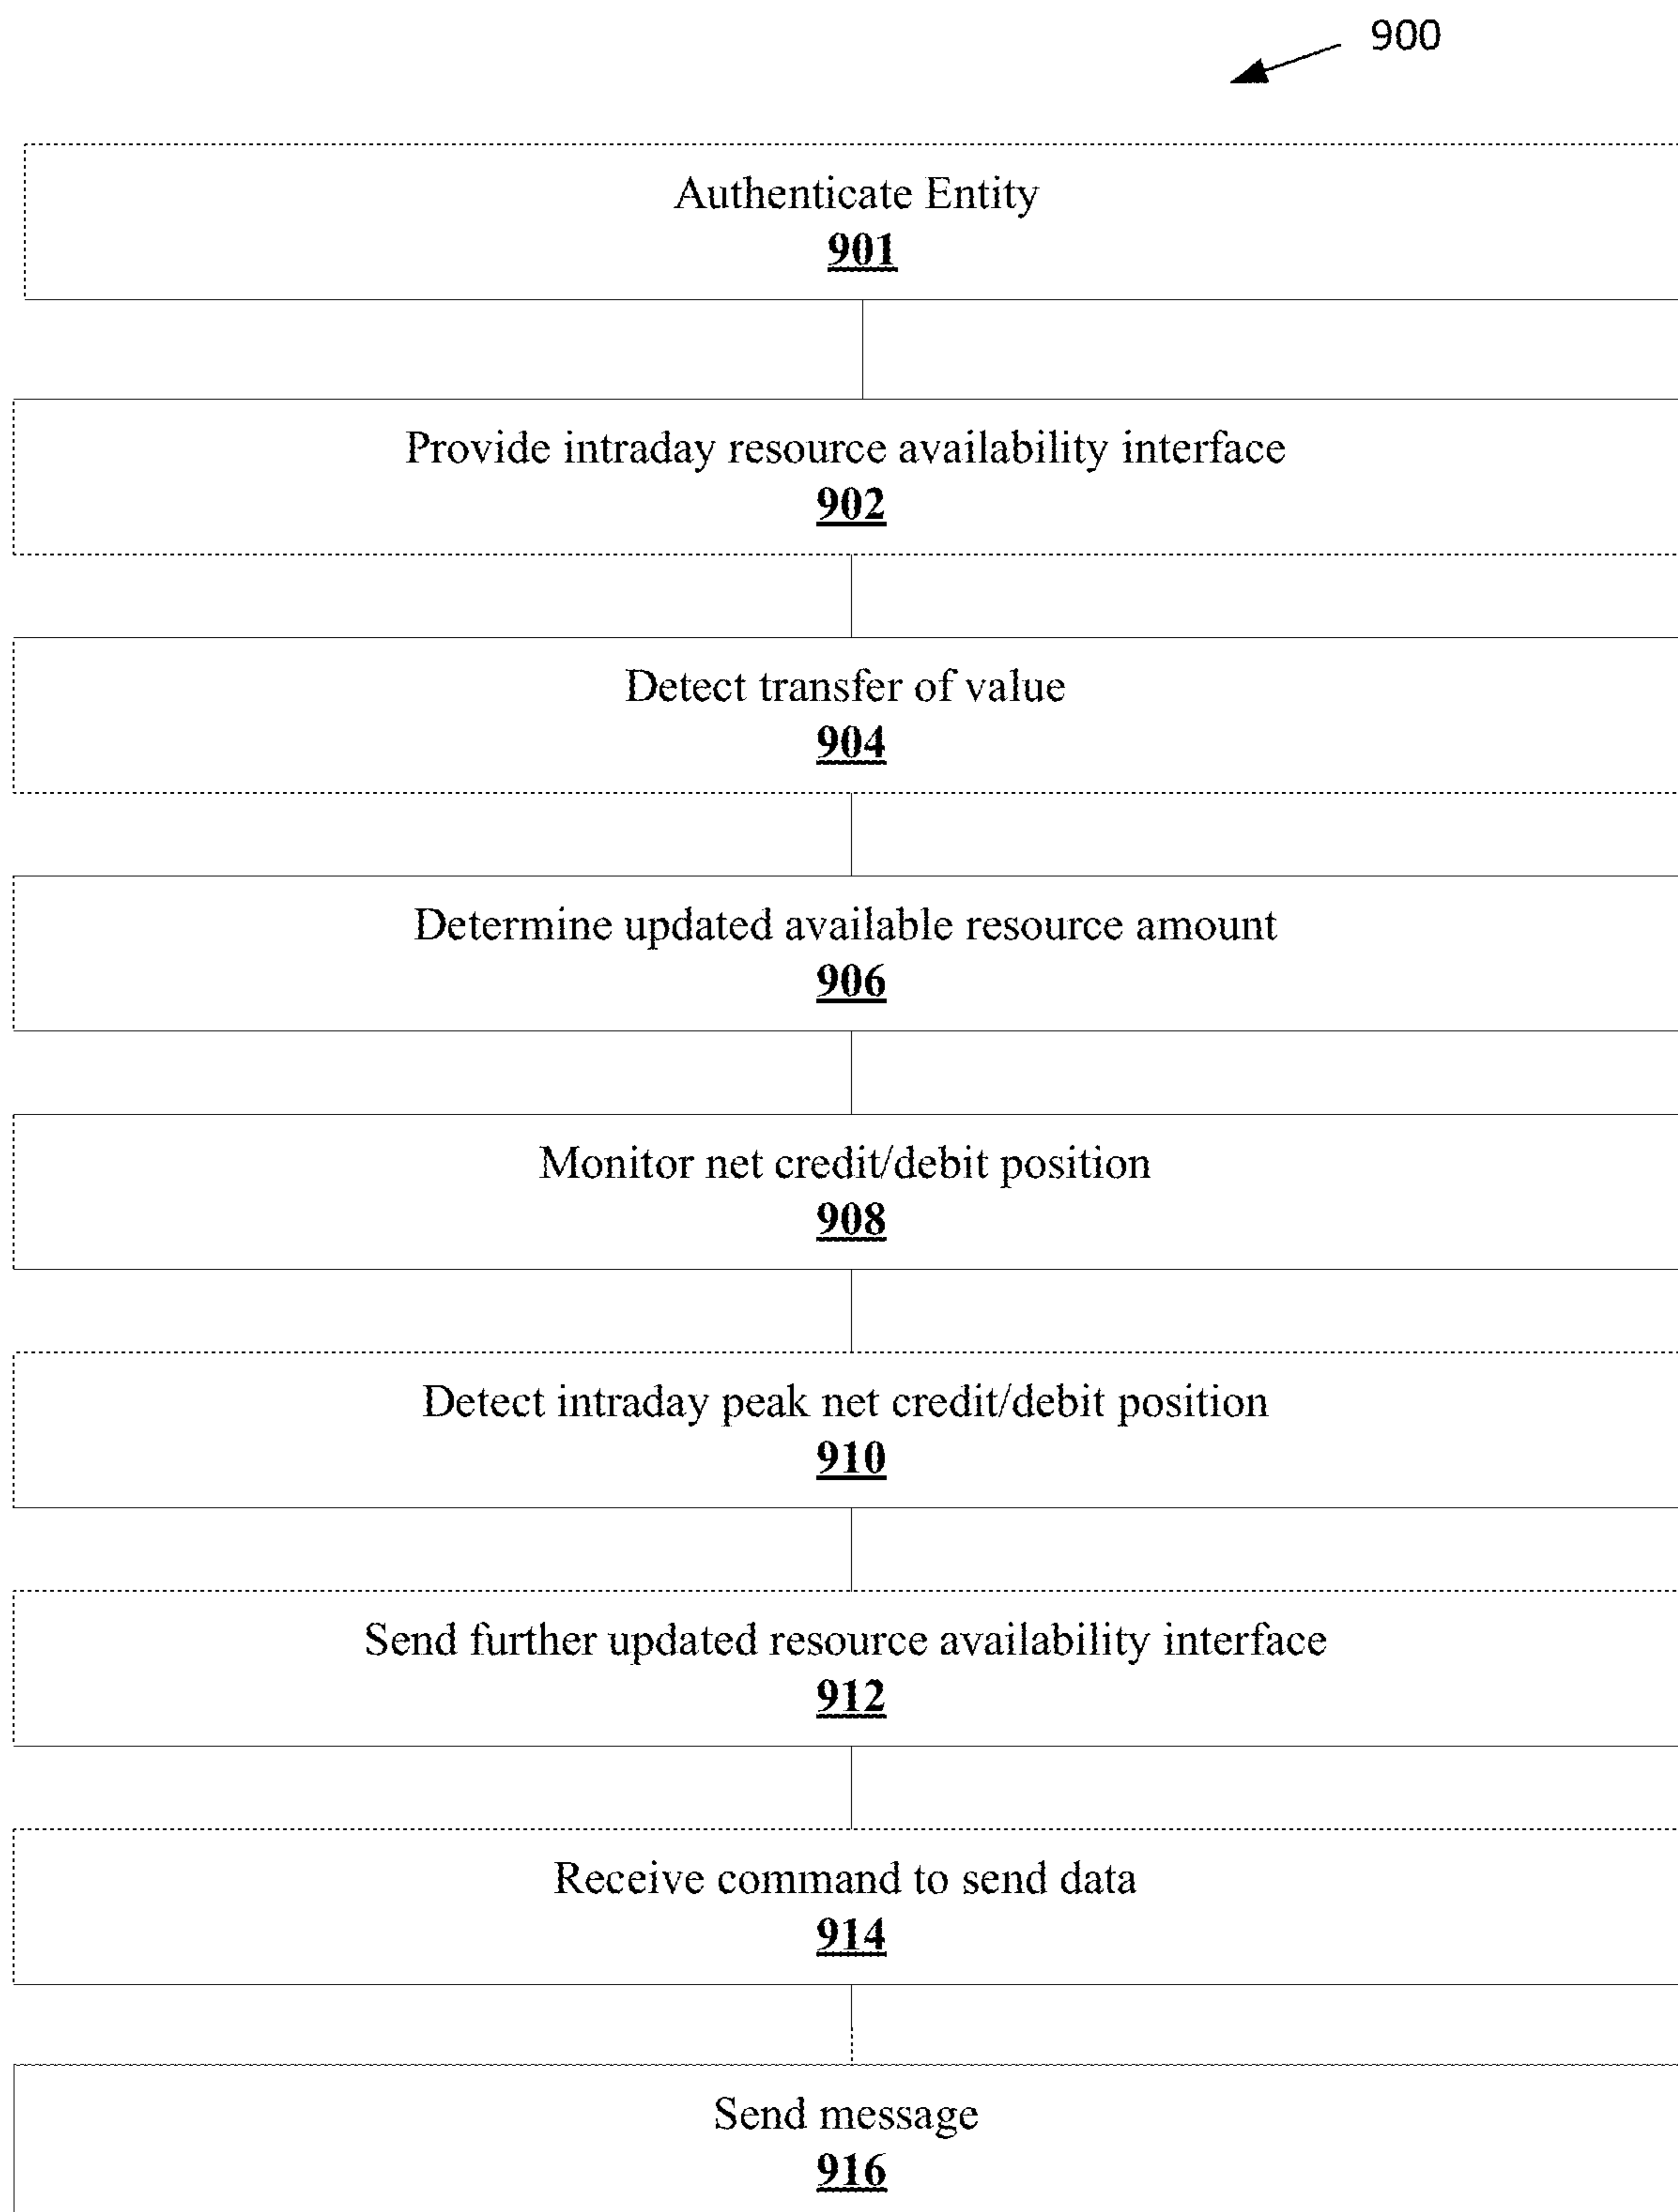 900
Authenticate Entity
901
Provide intraday resource availability interface
902
Detect transfer of value
904
Determine updated available resource amount
906
Monitor net credit/debit position
908
Detect intraday peak net credit/debit position
910
Send further updated resource availability interface
912
Receive command to send data
914
Send message
916